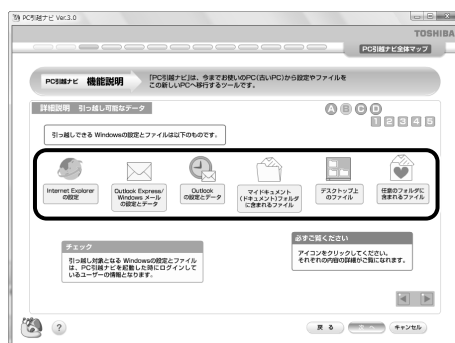 PC引越ナビ Ver.3.0
TOSHIBA
PC引越ナビ全体マップ
PC引越ナビ 機能説明
「PC引越ナビ」は、今までお使いのPC(古いPC)から設定やファイルを
この新しいPCへ移行するツールです。
詳細説明 引っ越し可能なデータ
A B C D
1 2 3 4 5
引っ越しできる Windowsの設定とファイルは以下のものです。
Internet Explorer
の設定
Outlook Express/
Windows メール
の設定とデータ
Outlook
の設定とデータ
マイドキュメント
(ドキュメント)フォルダ
に含まれるファイル
デスクトップ上
のファイル
任意のフォルダに
含まれるファイル
チェック
引っ越し対象となる Windowsの設定とファイル
は、PC引越ナビを起動した時にログインして
いるユーザーの情報となります。
必ずご覧ください
アイコンをクリックしてください。
それぞれの内容の詳細がご覧になれます。
?
戻 る
次 へ
キャンセル